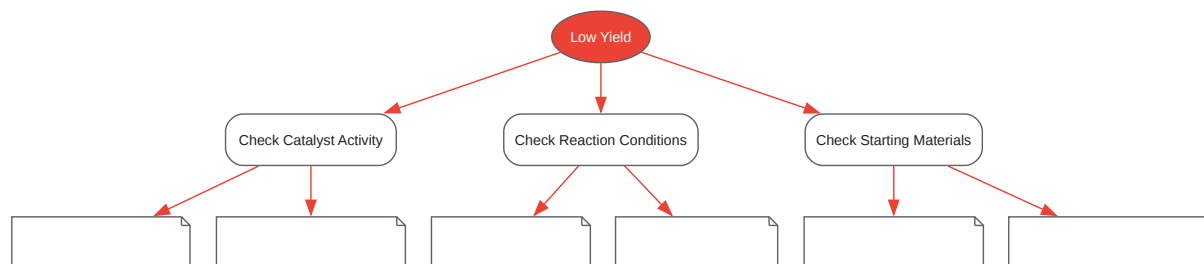 Low Yield
Check Catalyst Activity
Check Reaction Conditions
Check Starting Materials